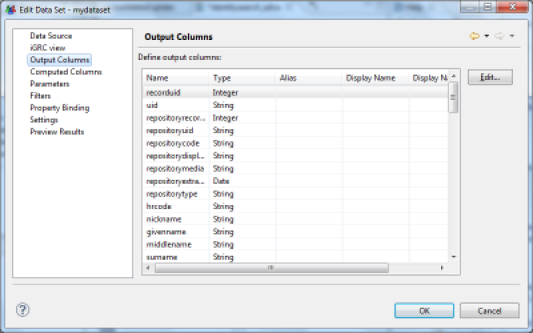 Edit Data Set - mydataset
Data Source
iGRC view
Output Columns
Computed Columns
Parameters
Filters
Property Binding
Settings
Preview Results
Output Columns
Define output columns:
Name Type Alias Display Name Display Na
recorduid Integer
uid String
repositoryrecor... Integer
repositoryuid String
repositorycode String
repositorydispl... String
repositorymedia String
repositoryextra... Date
repositorytype String
hrcode String
nickname String
givenname String
middlename String
surname String
Edit...
OK Cancel